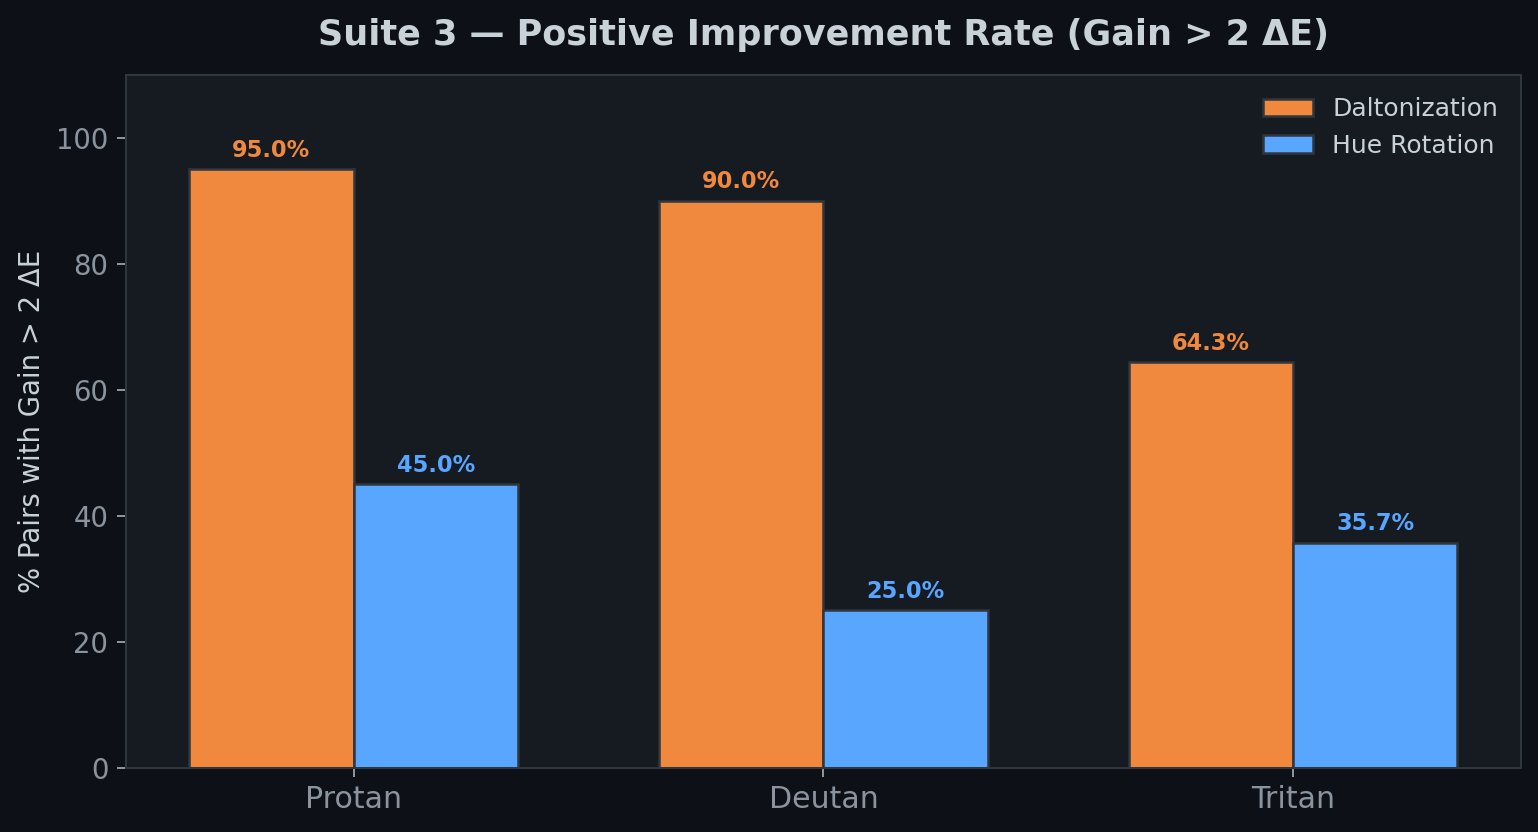 Suite 3 — Positive Improvement Rate (Gain > 2 ΔE)
Daltonization
Hue Rotation
% Pairs with Gain > 2 ΔE
100
80
60
40
20
0
95.0%
45.0%
90.0%
25.0%
64.3%
35.7%
Protan
Deutan
Tritan